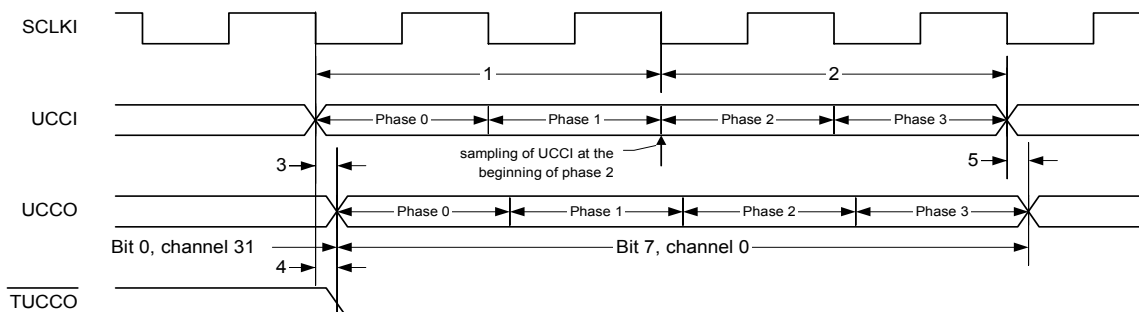 SCLKI
1
2
UCCI
Phase 0
Phase 1
Phase 2
Phase 3
sampling of UCCI at the
beginning of phase 2
3
5
UCCO
Phase 0
Phase 1
Phase 2
Phase 3
Bit 0, channel 31
Bit 7, channel 0
4
TUCCO